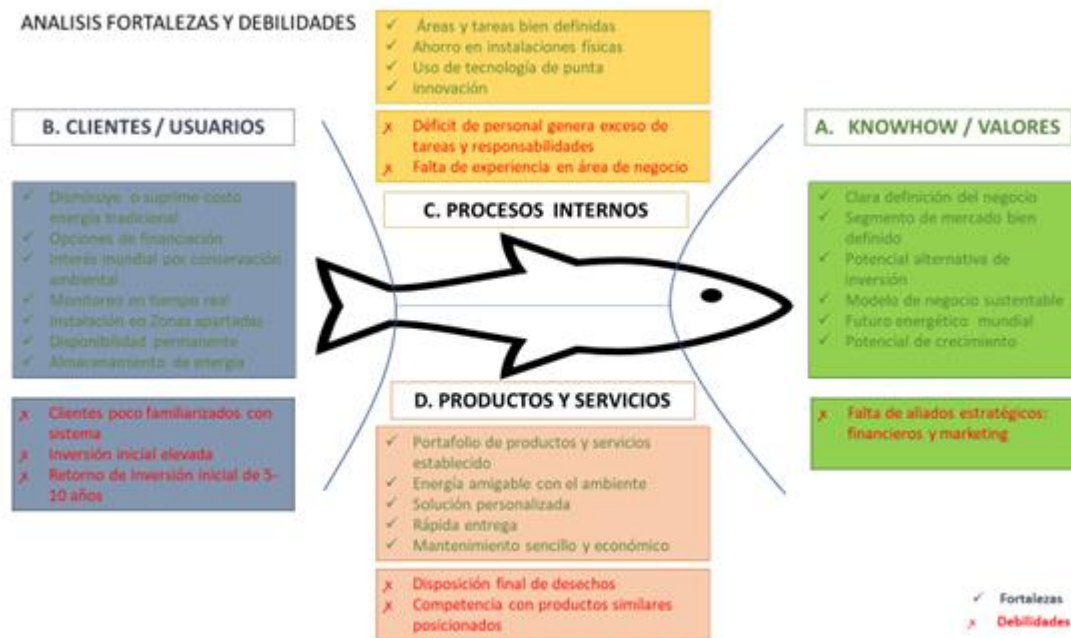 ANALISIS FORTALEZAS Y DEBILIDADES
✓ Áreas y tareas bien definidas
✓ Ahorro en instalaciones físicas
✓ Uso de tecnología de punta
✓ innovación
✗ Déficit de personal genera exceso de
tareas y responsabilidades
✗ Falta de experiencia en área de negocio
C. PROCESOS INTERNOS
B. CLIENTES / USUARIOS
✓ Disminuye o suprime costo
energía tradicional
✓ Opciones de financiación
✓ Interés mundial por conservación
ambiental
✓ Monitoreo en tiempo real
✓ Instalación en Zonas apartadas
✓ Disponibilidad permanente
✓ Almacenamiento de energía
✗ Clientes poco familiarizados con
sistema
✗ Inversión inicial elevada
✗ Retorno de inversión inicial de 5-
10 años
A. KNOWHOW / VALORES
✓ Clara definición del negocio
✓ Segmento de mercado bien
definido
✓ Potencial alternativa de
inversión
✓ Modelo de negocio sustentable
✓ Futuro energético mundial
✓ Potencial de crecimiento
✗ Falta de aliados estratégicos:
financieros y marketing
D. PRODUCTOS Y SERVICIOS
✓ Portafolio de productos y servicios
establecido
✓ Energía amigable con el ambiente
✓ Solución personalizada
✓ Rápida entrega
✓ Mantenimiento sencillo y económico
✗ Disposición final de desechos
✗ Competencia con productos similares
posicionados
✓ Fortalezas
✗ Debilidades